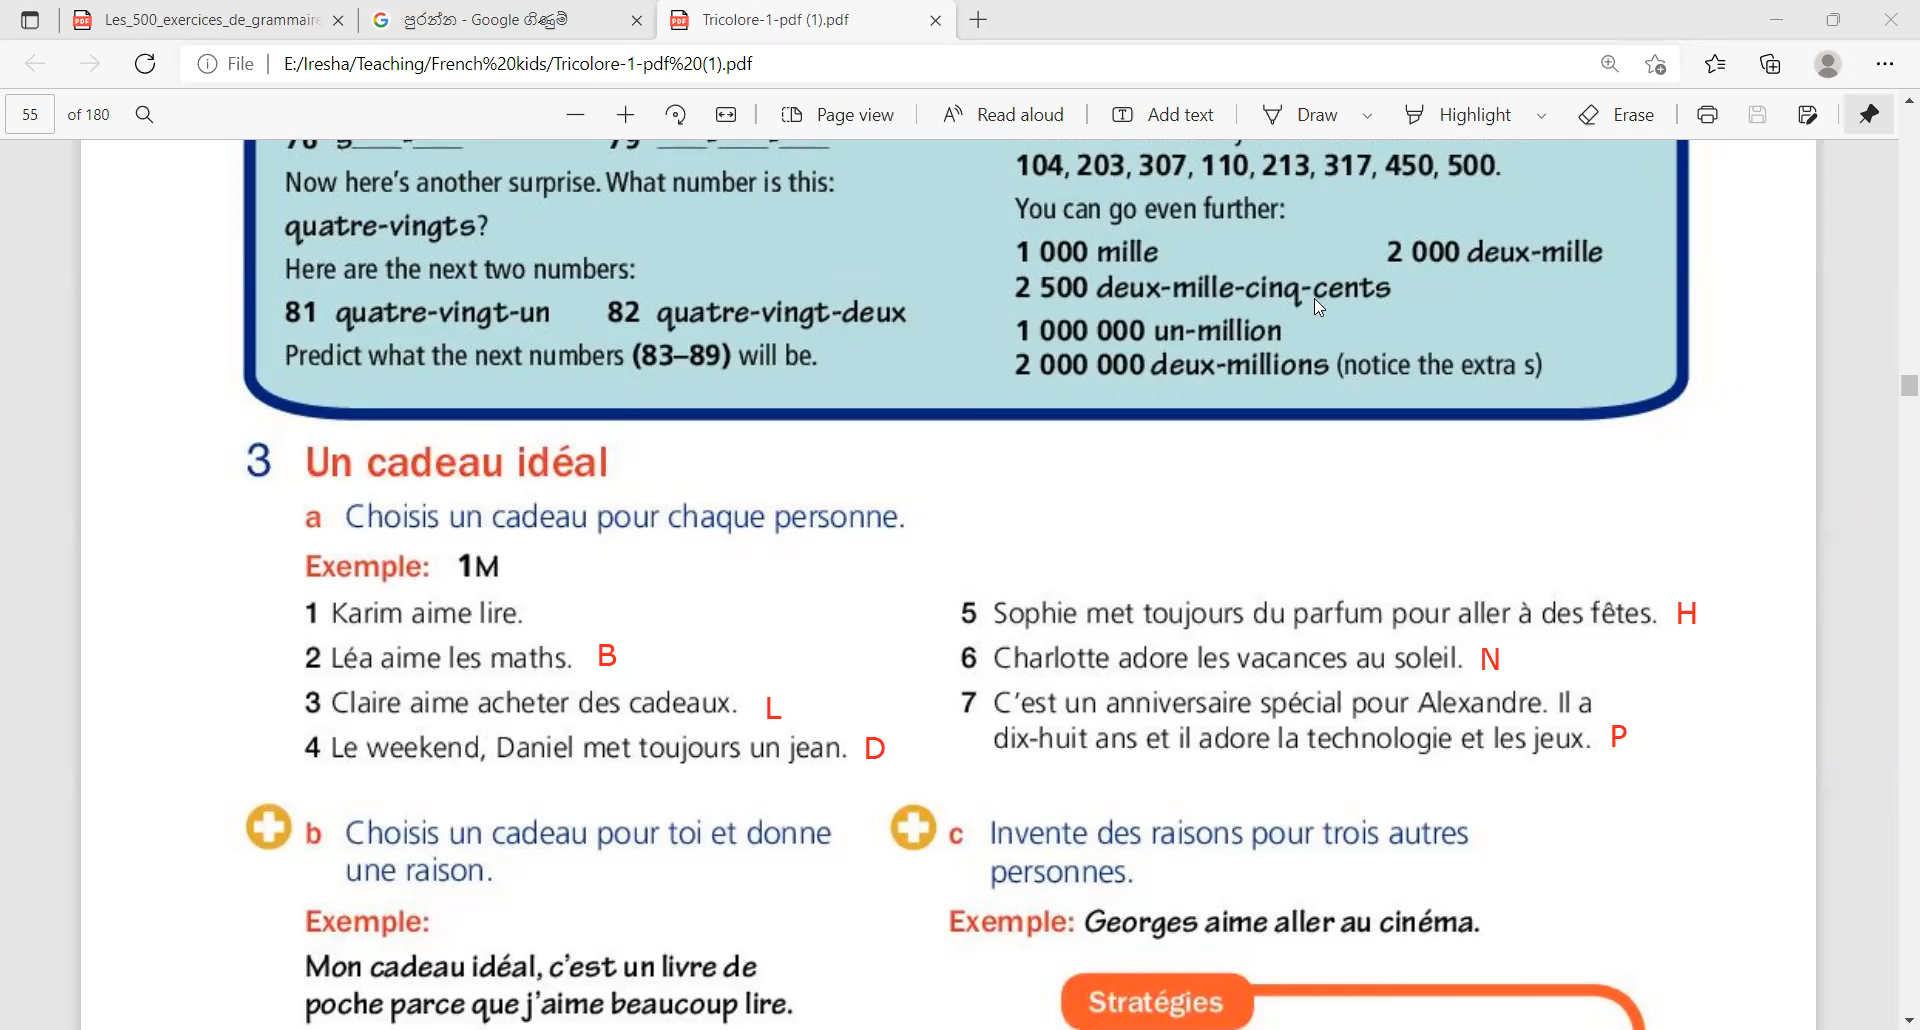 Les_500_exercices_de_grammaire
පුරන්න - Google ගිණුම්
Tricolore-1-pdf (1).pdf
File
E:/Iresha/Teaching/French%20kids/Tricolore-1-pdf%20(1).pdf
55 of 180
Page view
Read aloud
Add text
Draw
Highlight
Erase
79
Now here's another surprise. What number is this:
quatre-vingts?
Here are the next two numbers:
81 quatre-vingt-un 82 quatre-vingt-deux
Predict what the next numbers (83–89) will be.
104, 203, 307, 110, 213, 317, 450, 500.
You can go even further:
1 000 mille 2 000 deux-mille
2 500 deux-mille-cinq-cents
1 000 000 un-million
2 000 000 deux-millions (notice the extra s)
3 Un cadeau idéal
a Choisis un cadeau pour chaque personne.
Exemple: 1M
1 Karim aime lire.
2 Léa aime les maths. B
3 Claire aime acheter des cadeaux. L
4 Le weekend, Daniel met toujours un jean. D
5 Sophie met toujours du parfum pour aller à des fêtes. H
6 Charlotte adore les vacances au soleil. N
7 C'est un anniversaire spécial pour Alexandre. Il a
dix-huit ans et il adore la technologie et les jeux. P
b Choisis un cadeau pour toi et donne
une raison.
Exemple:
Mon cadeau idéal, c'est un livre de
poche parce que j'aime beaucoup lire.
c Invente des raisons pour trois autres
personnes.
Exemple: Georges aime aller au cinéma.
Stratégies